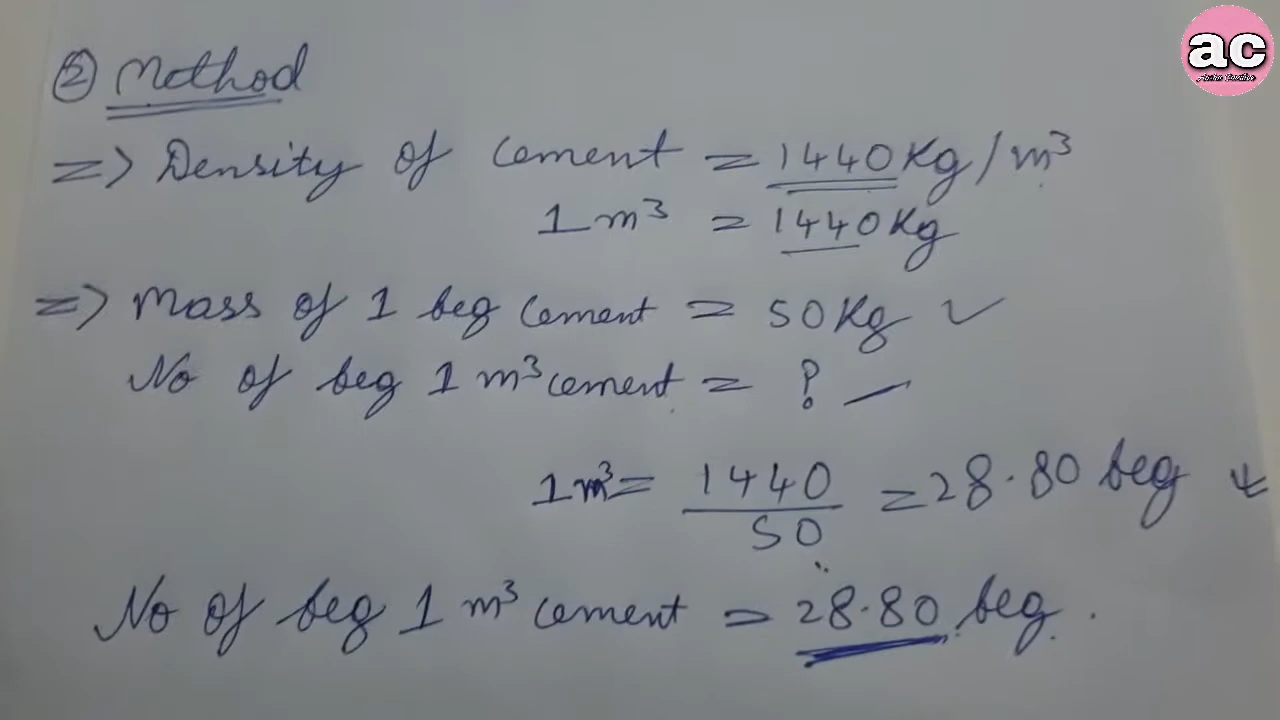 ac
② Method
=> Density of cement = 1440 Kg/m³
1 m³ = 1440 Kg
=> Mass of 1 beg cement = 50 Kg ✓
No of beg 1 m³ cement = ? —
1 m³ = 1440/50 = 28.80 beg
No of beg 1 m³ cement = 28.80 beg.